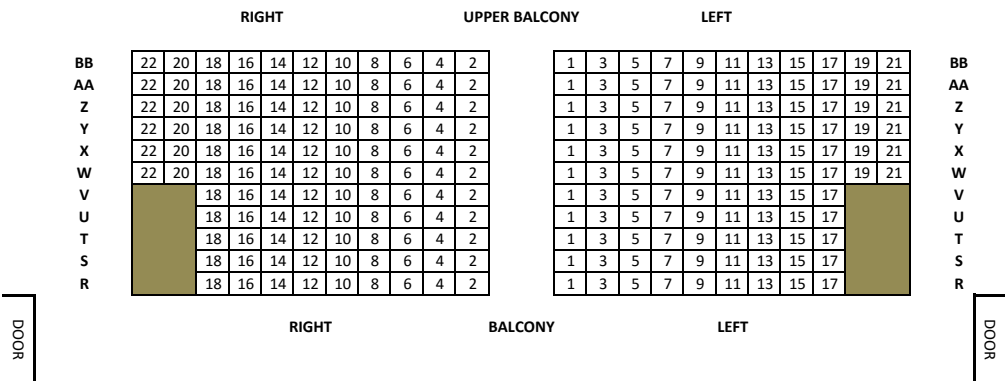 RIGHT UPPER BALCONY LEFT
BB 22 20 18 16 14 12 10 8 6 4 2 1 3 5 7 9 11 13 15 17 19 21 BB
AA 22 20 18 16 14 12 10 8 6 4 2 1 3 5 7 9 11 13 15 17 19 21 AA
Z 22 20 18 16 14 12 10 8 6 4 2 1 3 5 7 9 11 13 15 17 19 21 Z
Y 22 20 18 16 14 12 10 8 6 4 2 1 3 5 7 9 11 13 15 17 19 21 Y
X 22 20 18 16 14 12 10 8 6 4 2 1 3 5 7 9 11 13 15 17 19 21 X
W 22 20 18 16 14 12 10 8 6 4 2 1 3 5 7 9 11 13 15 17 19 21 W
V 18 16 14 12 10 8 6 4 2 1 3 5 7 9 11 13 15 17 V
U 18 16 14 12 10 8 6 4 2 1 3 5 7 9 11 13 15 17 U
T 18 16 14 12 10 8 6 4 2 1 3 5 7 9 11 13 15 17 T
S 18 16 14 12 10 8 6 4 2 1 3 5 7 9 11 13 15 17 S
R 18 16 14 12 10 8 6 4 2 1 3 5 7 9 11 13 15 17 R
RIGHT BALCONY LEFT
DOOR
DOOR